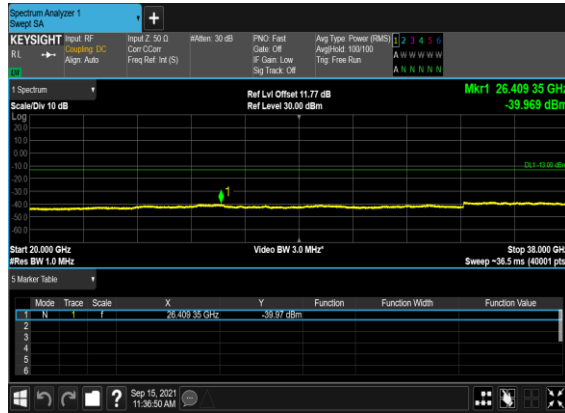 Spectrum Analyzer 1
Swept SA
+
KEYSIGHT Input: RF Input Z: 50 Ω #Atten: 30 dB PNO: Fast Avg Type: Power (RMS) 1 2 3 4 5 6
RL Coupling: DC Corr CCorr Gate: Off Avg|Hold: 100/100 A W W W W W
Align: Auto Freq Ref: Int (S) IF Gain: Low Trig: Free Run
LW Sig Track: Off A N N N N N
1 Spectrum Ref Lvl Offset 11.77 dB Mkr1 26.409 35 GHz
Scale/Div 10 dB Ref Level 30.00 dBm -39.969 dBm
Log
20.0
10.0
0.00
-10.0 DL1 -13.00 dBm
-20.0
-30.0 1
-40.0
-50.0
-60.0
Start 20.000 GHz Video BW 3.0 MHz* Stop 38.000 GHz
#Res BW 1.0 MHz Sweep ~36.5 ms (40001 pts)
5 Marker Table
Mode Trace Scale X Y Function Function Width Function Value
1 N 1 f 26.409 35 GHz -39.97 dBm
2
3
4
5
6
? Sep 15, 2021
11:36:50 AM